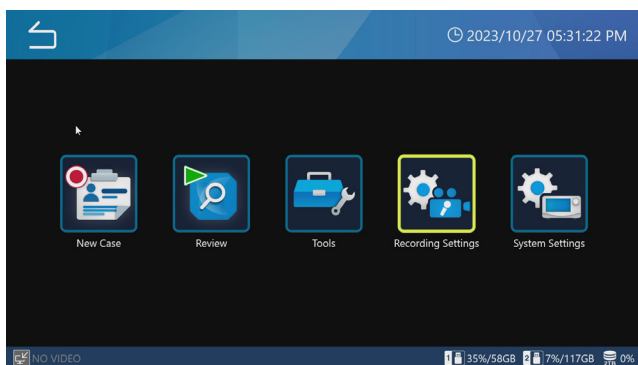 2023/10/27 05:31:22 PM
New Case
Review
Tools
Recording Settings
System Settings
NO VIDEO
1 35%/58GB 2 7%/117GB 2TB 0%